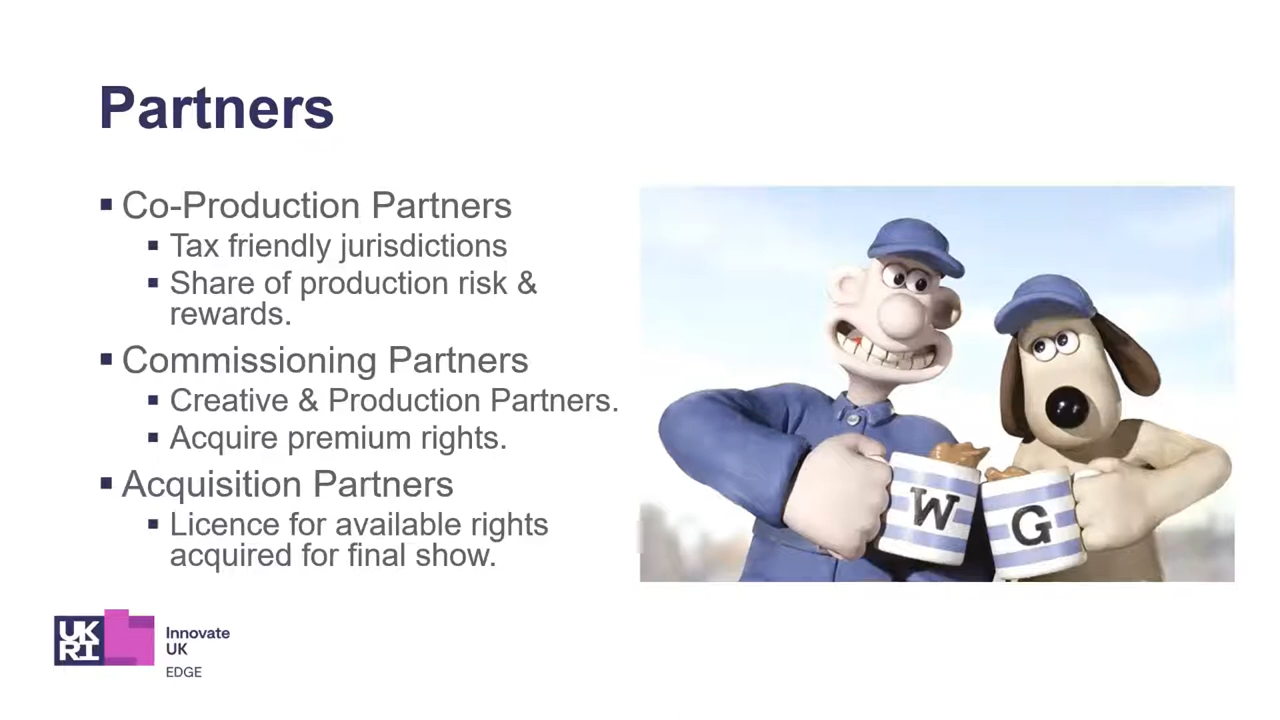 Partners
▪ Co-Production Partners
▪ Tax friendly jurisdictions
▪ Share of production risk &
rewards.
▪ Commissioning Partners
▪ Creative & Production Partners.
▪ Acquire premium rights.
▪ Acquisition Partners
▪ Licence for available rights
acquired for final show.
W
G
UK
RI
Innovate
UK
EDGE